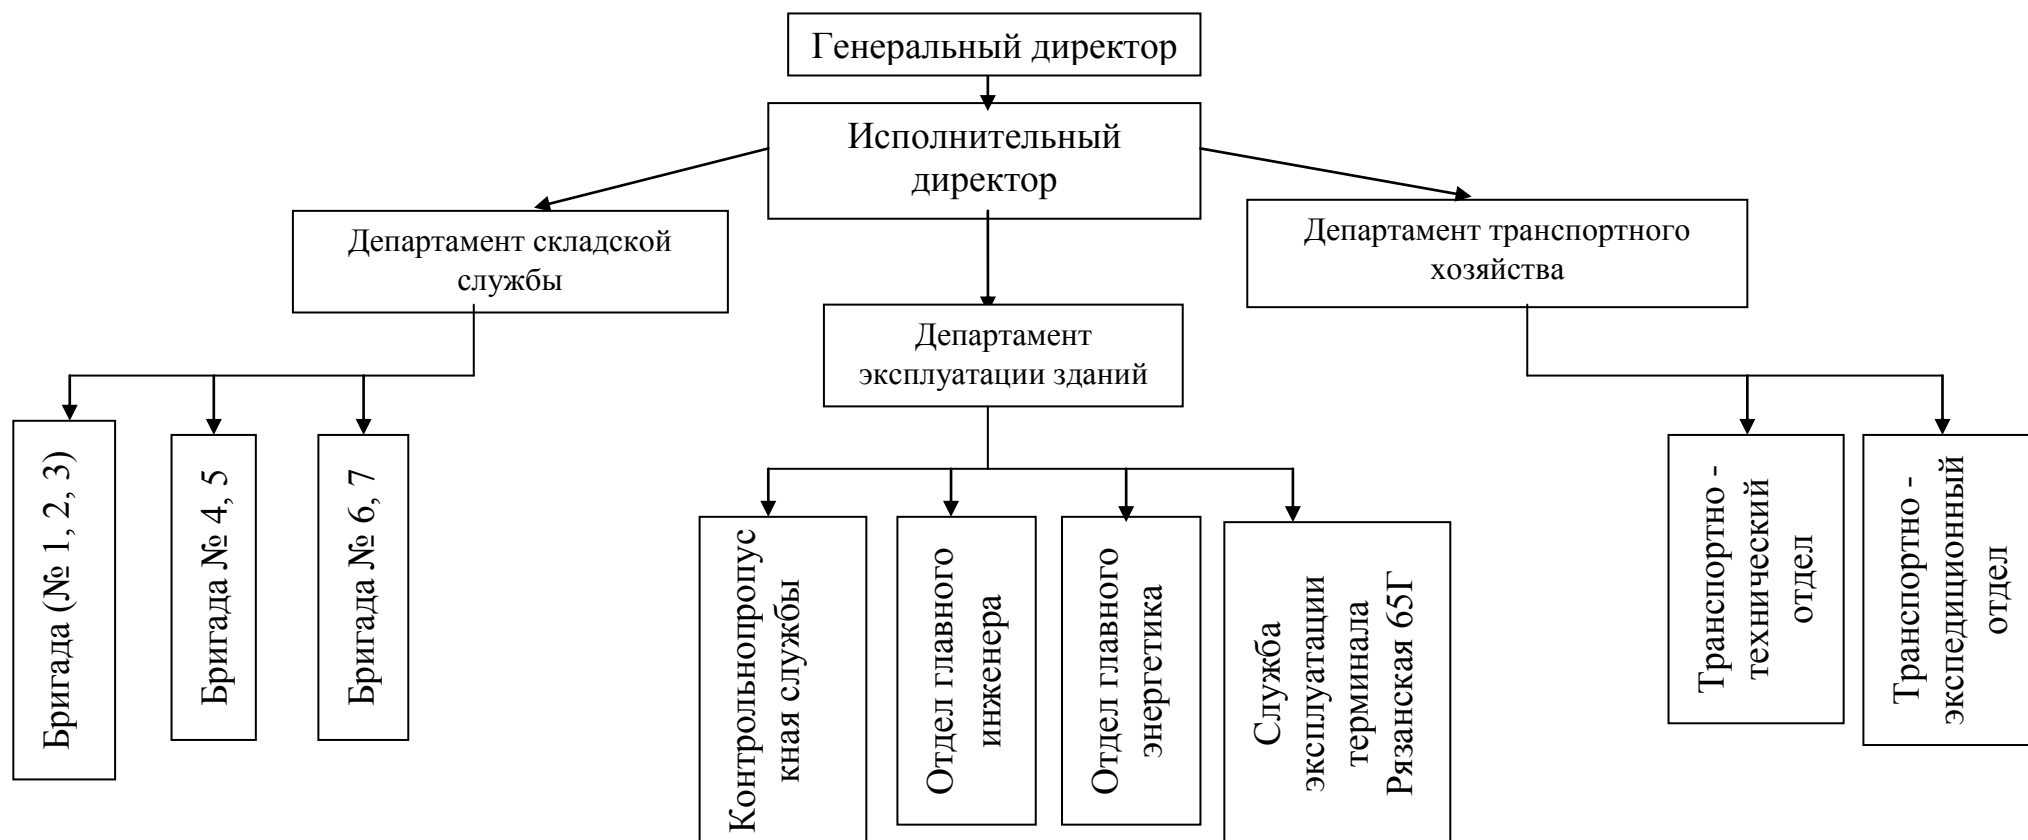 Генеральный директор
Исполнительный
директор
Департамент складской
службы
Департамент транспортного
хозяйства
Департамент
эксплуатации зданий
Бригада (№ 1, 2, 3)
Бригада № 4, 5
Бригада № 6, 7
Контрольнопропус
кная службы
Отдел главного
инженера
Отдел главного
энергетика
Служба
эксплуатации
терминала
Рязанская 65Г
Транспортно -
технический
отдел
Транспортно -
экспедиционный
отдел